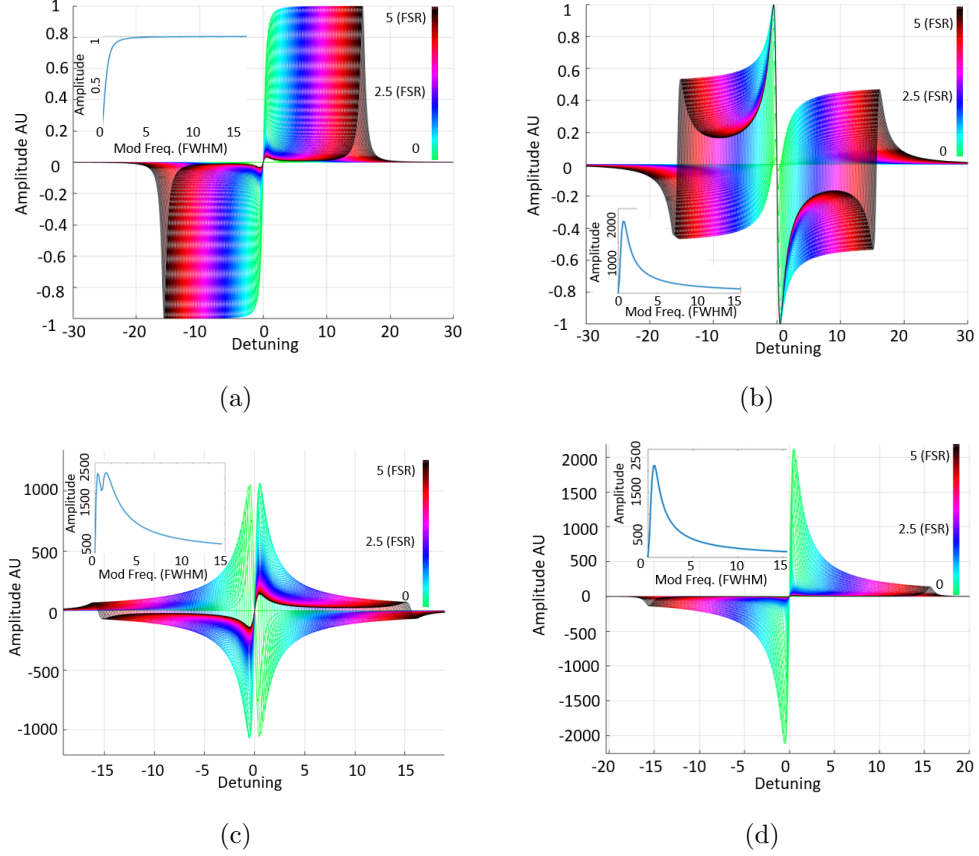 5 (FSR)
2.5 (FSR)
0
Amplitude AU
1
0.8
0.6
0.4
0.2
0
-0.2
-0.4
-0.6
-0.8
-1
-30 -20 -10 0 10 20 30
Detuning
Amplitude
1
0.5
0 5 10 15
Mod Freq. (FWHM)
(a)
5 (FSR)
2.5 (FSR)
0
Amplitude AU
1
0.8
0.6
0.4
0.2
0
-0.2
-0.4
-0.6
-0.8
-1
-30 -20 -10 0 10 20 30
Detuning
Amplitude
2000
1000
0 5 10 15
Mod Freq. (FWHM)
(b)
5 (FSR)
2.5 (FSR)
0
Amplitude AU
1000
500
0
-500
-1000
-15 -10 -5 0 5 10 15
Detuning
Amplitude
2500
1500
500
0 5 10 15
Mod Freq. (FWHM)
(c)
5 (FSR)
2.5 (FSR)
0
Amplitude AU
2000
1500
1000
500
0
-500
-1000
-1500
-2000
-20 -15 -10 -5 0 5 10 15 20
Detuning
Amplitude
2500
1500
500
0 5 10 15
Mod Freq. (FWHM)
(d)